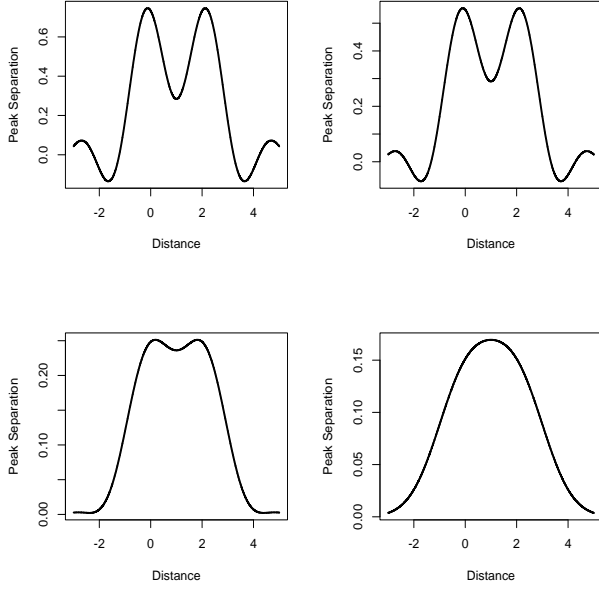 Peak Separation
0.0 0.2 0.4 0.6
-2 0 2 4
Distance
Peak Separation
0.0 0.2 0.4
-2 0 2 4
Distance
Peak Separation
0.00 0.10 0.20
-2 0 2 4
Distance
Peak Separation
0.00 0.05 0.10 0.15
-2 0 2 4
Distance